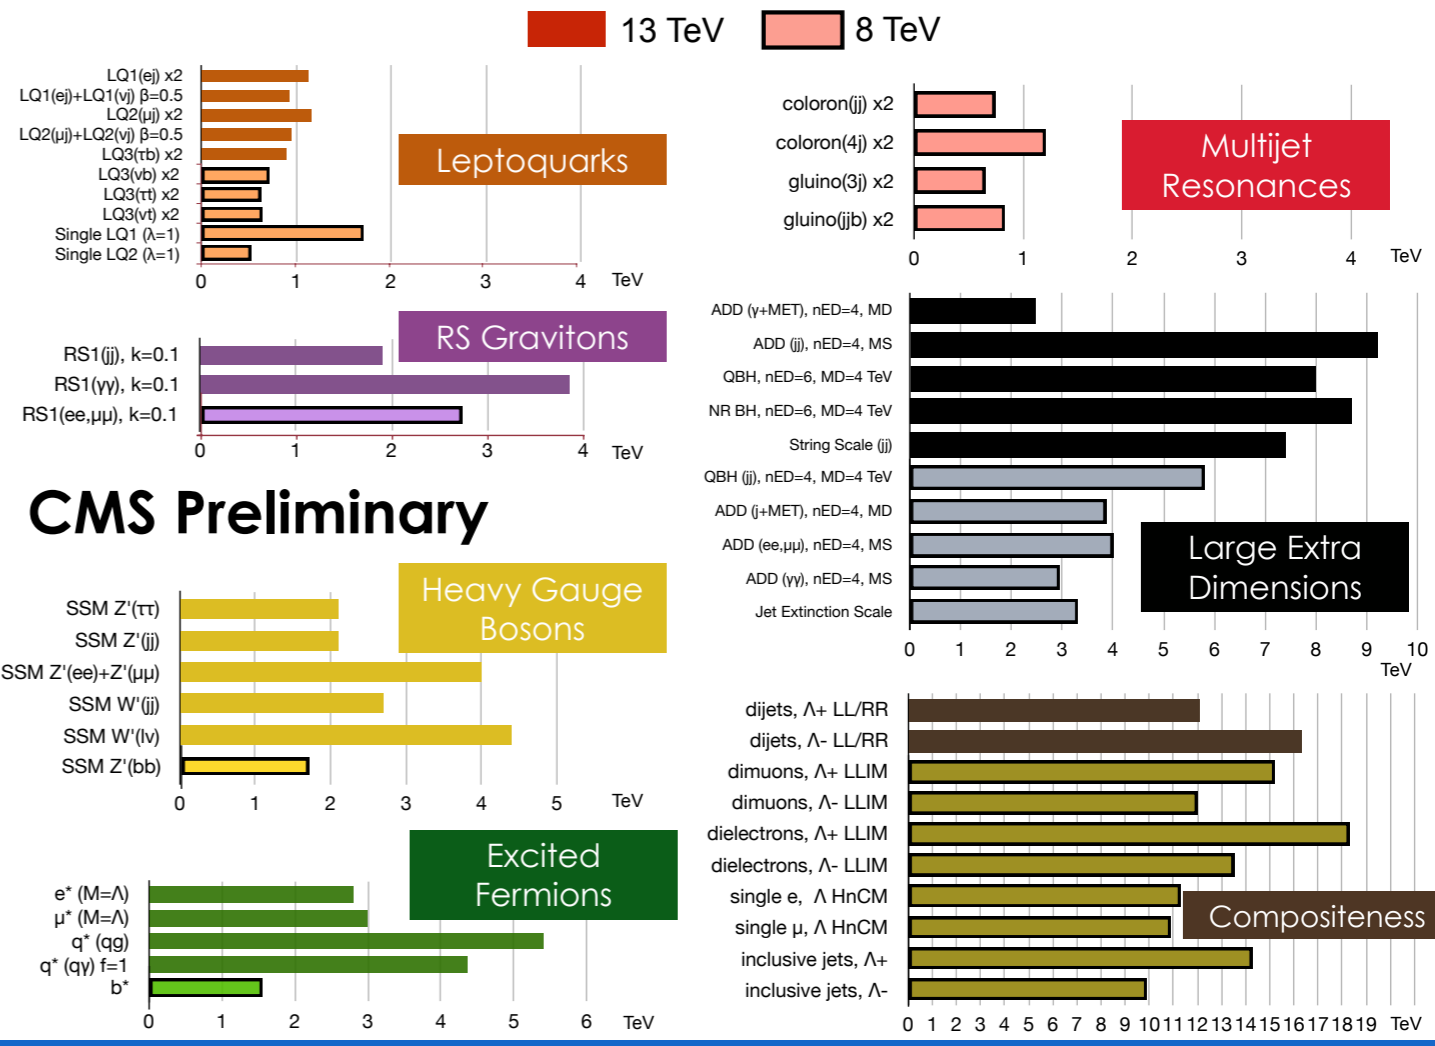 13 TeV
8 TeV
LQ1(ej) x2
LQ1(ej)+LQ1(νj) β=0.5
LQ2(μj) x2
LQ2(μj)+LQ2(νj) β=0.5
LQ3(τb) x2
LQ3(νb) x2
LQ3(τt) x2
LQ3(νt) x2
Single LQ1 (λ=1)
Single LQ2 (λ=1)
0 1 2 3 4 TeV
Leptoquarks
RS Gravitons
RS1(jj), k=0.1
RS1(γγ), k=0.1
RS1(ee,μμ), k=0.1
0 1 2 3 4 TeV
CMS Preliminary
Heavy Gauge
Bosons
SSM Z'(ττ)
SSM Z'(jj)
SSM Z'(ee)+Z'(μμ)
SSM W'(jj)
SSM W'(lv)
SSM Z'(bb)
0 1 2 3 4 5 TeV
Excited
Fermions
e* (M=Λ)
μ* (M=Λ)
q* (qg)
q* (qγ) f=1
b*
0 1 2 3 4 5 6 TeV
coloron(jj) x2
coloron(4j) x2
gluino(3j) x2
gluino(jjb) x2
0 1 2 3 4 TeV
Multijet
Resonances
ADD (γ+MET), nED=4, MD
ADD (jj), nED=4, MS
QBH, nED=6, MD=4 TeV
NR BH, nED=6, MD=4 TeV
String Scale (jj)
QBH (jj), nED=4, MD=4 TeV
ADD (j+MET), nED=4, MD
ADD (ee,μμ), nED=4, MS
ADD (γγ), nED=4, MS
Jet Extinction Scale
0 1 2 3 4 5 6 7 8 9 10
TeV
Large Extra
Dimensions
dijets, Λ+ LL/RR
dijets, Λ- LL/RR
dimuons, Λ+ LLIM
dimuons, Λ- LLIM
dielectrons, Λ+ LLIM
dielectrons, Λ- LLIM
single e, Λ HnCM
single μ, Λ HnCM
inclusive jets, Λ+
inclusive jets, Λ-
0 1 2 3 4 5 6 7 8 9 10 11 12 13 14 15 16 17 18 19 TeV
Compositeness